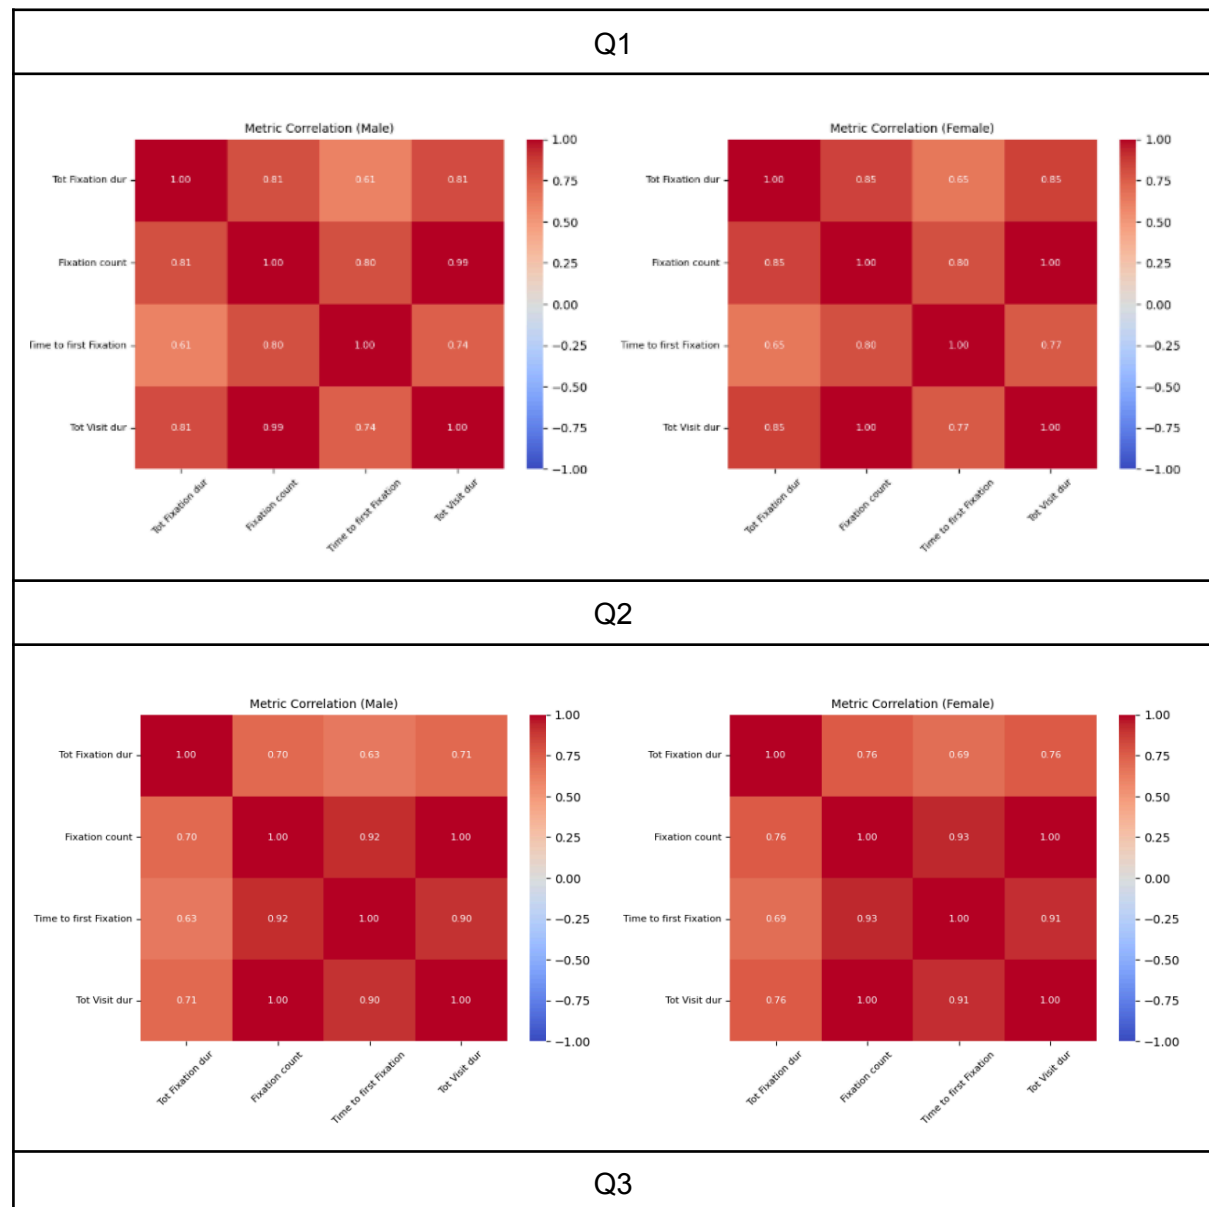 Q1
Metric Correlation (Male)
Tot Fixation dur
Fixation count
Time to first Fixation
Tot Visit dur
1.00 0.81 0.61 0.81
0.81 1.00 0.80 0.99
0.61 0.80 1.00 0.74
0.81 0.99 0.74 1.00
Tot Fixation dur
Fixation count
Time to first Fixation
Tot Visit dur
1.00
0.75
0.50
0.25
0.00
−0.25
−0.50
−0.75
−1.00
Metric Correlation (Female)
Tot Fixation dur
Fixation count
Time to first Fixation
Tot Visit dur
1.00 0.85 0.65 0.85
0.85 1.00 0.80 1.00
0.65 0.80 1.00 0.77
0.85 1.00 0.77 1.00
Tot Fixation dur
Fixation count
Time to first Fixation
Tot Visit dur
1.00
0.75
0.50
0.25
0.00
−0.25
−0.50
−0.75
−1.00
Q2
Metric Correlation (Male)
Tot Fixation dur
Fixation count
Time to first Fixation
Tot Visit dur
1.00 0.70 0.63 0.71
0.70 1.00 0.92 1.00
0.63 0.92 1.00 0.90
0.71 1.00 0.90 1.00
Tot Fixation dur
Fixation count
Time to first Fixation
Tot Visit dur
1.00
0.75
0.50
0.25
0.00
−0.25
−0.50
−0.75
−1.00
Metric Correlation (Female)
Tot Fixation dur
Fixation count
Time to first Fixation
Tot Visit dur
1.00 0.76 0.69 0.76
0.76 1.00 0.93 1.00
0.69 0.93 1.00 0.91
0.76 1.00 0.91 1.00
Tot Fixation dur
Fixation count
Time to first Fixation
Tot Visit dur
1.00
0.75
0.50
0.25
0.00
−0.25
−0.50
−0.75
−1.00
Q3